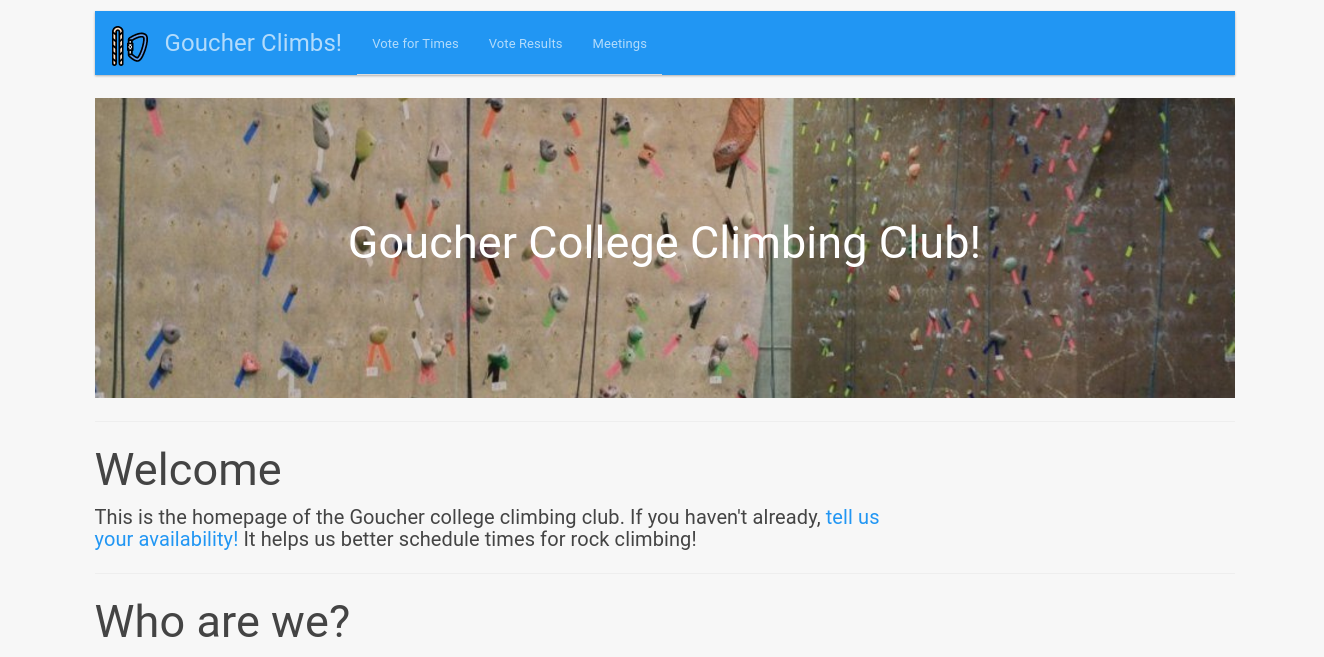 Goucher Climbs!
Vote for Times
Vote Results
Meetings
Goucher College Climbing Club!
Welcome
This is the homepage of the Goucher college climbing club. If you haven't already, tell us
your availability! It helps us better schedule times for rock climbing!
Who are we?